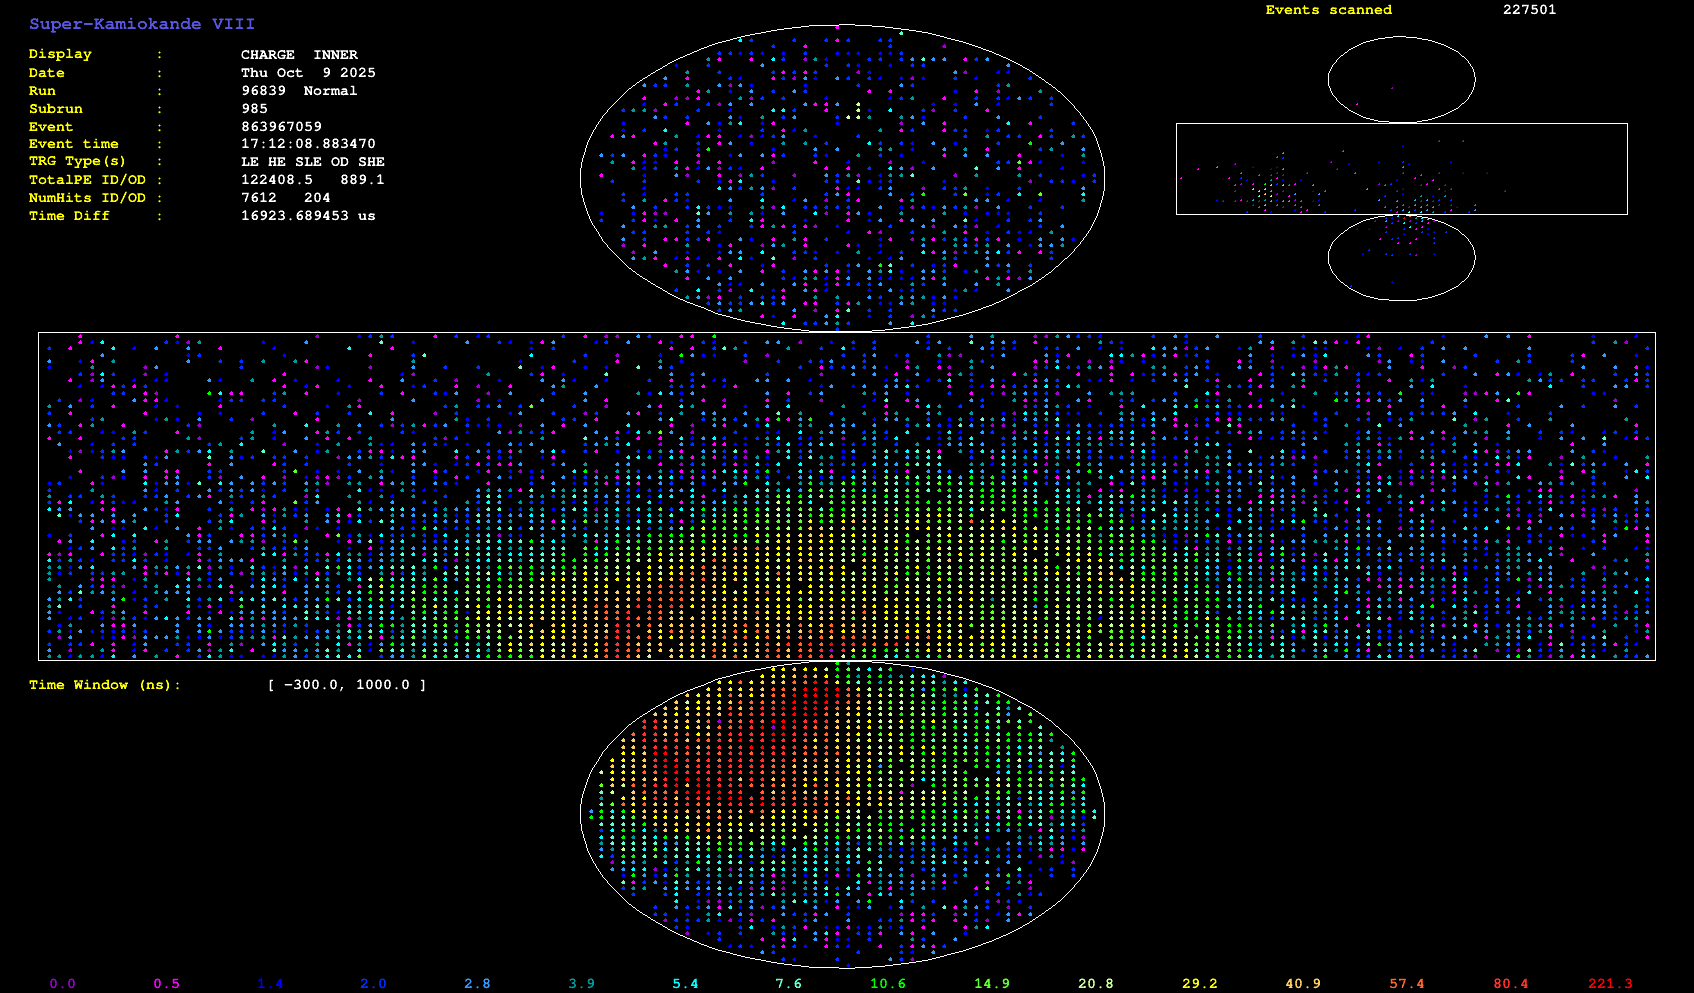 Super-Kamiokande VIII
Events scanned 227501
Display : CHARGE INNER
Date : Thu Oct 9 2025
Run : 96839 Normal
Subrun : 985
Event : 863967059
Event time : 17:12:08.883470
TRG Type(s) : LE HE SLE OD SHE
TotalPE ID/OD : 122408.5 889.1
NumHits ID/OD : 7612 204
Time Diff : 16923.689453 us
Time Window (ns): [ -300.0, 1000.0 ]
0.0 0.5 1.4 2.0 2.8 3.9 5.4 7.6 10.6 14.9 20.8 29.2 40.9 57.4 80.4 221.3